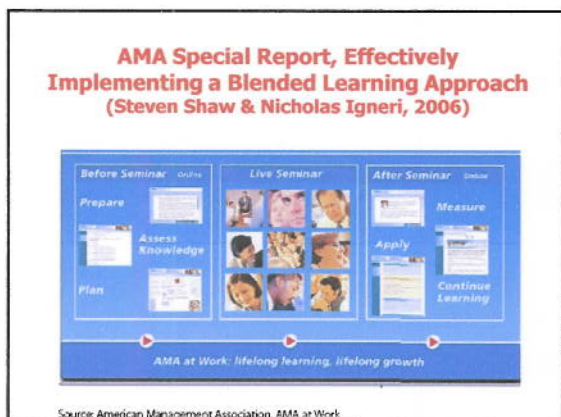 AMA Special Report, Effectively
Implementing a Blended Learning Approach
(Steven Shaw & Nicholas Igneri, 2006)
Before Seminar Online
Prepare
Assess
Knowledge
Plan
Live Seminar
After Seminar Online
Measure
Apply
Continue
Learning
AMA at Work: lifelong learning, lifelong growth
Source: American Management Association, AMA at Work